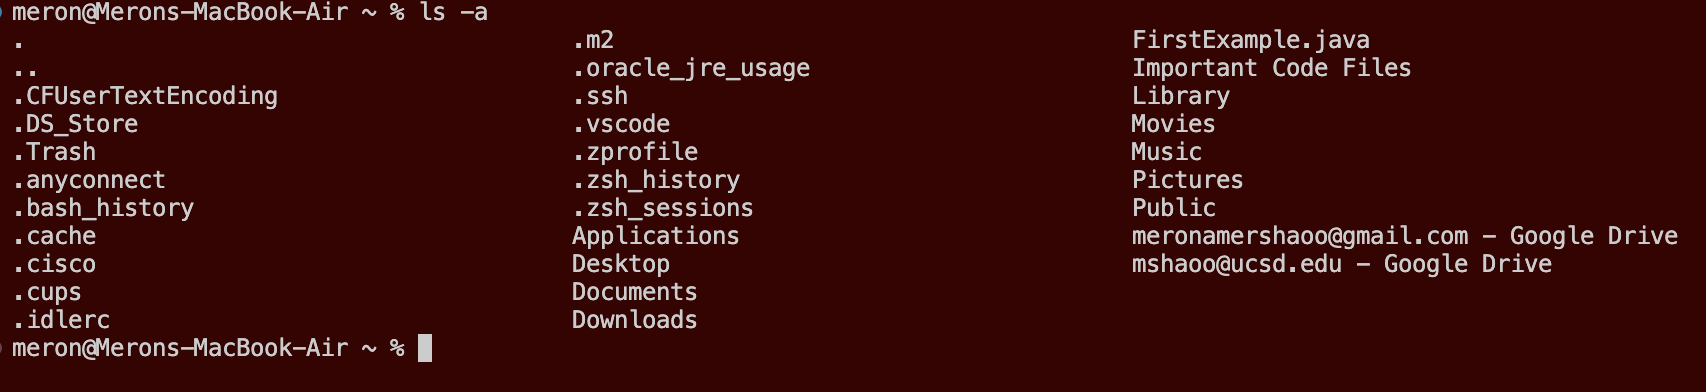 meron@Merons-MacBook-Air ~ % ls -a
. .m2 FirstExample.java
.. .oracle_jre_usage Important Code Files
.CFUserTextEncoding .ssh Library
.DS_Store .vscode Movies
.Trash .zprofile Music
.anyconnect .zsh_history Pictures
.bash_history .zsh_sessions Public
.cache Applications meronamershaoo@gmail.com - Google Drive
.cisco Desktop mshaoo@ucsd.edu - Google Drive
.cups Documents
.idlerc Downloads
meron@Merons-MacBook-Air ~ %